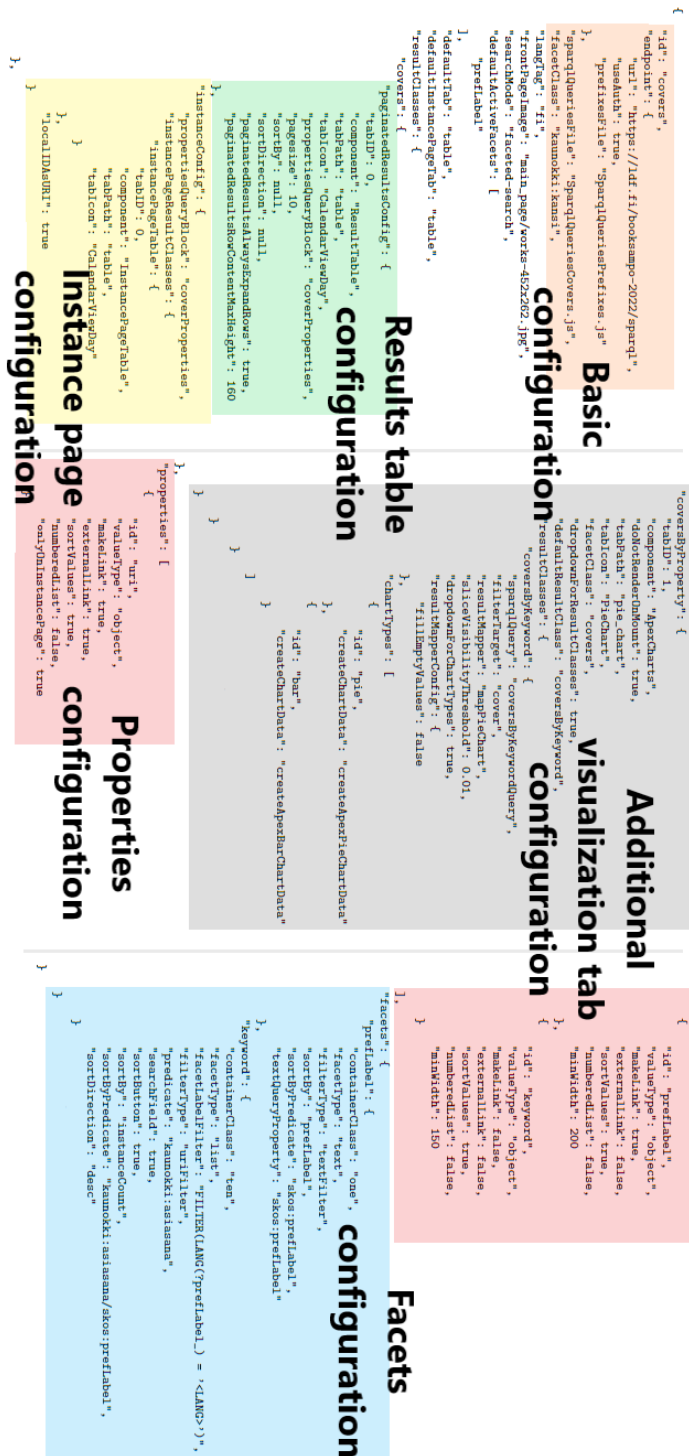 {
"id": "covers",
"endpoint": {
"url": "https://ldf.fi/booksampo-2022/sparql",
"useAuth": true,
"prefixesFile": "SparqlQueriesPrefixes.js"
},
"sparqlQueriesFile": "SparqlQueriesCovers.js",
"facetClass": "kaunokki:kansi",
"langTag": "fi",
"frontPageImage": "main_page/works-452x262.jpg",
"searchMode": "faceted-search",
"defaultActiveFacets": [
"prefLabel"
],
"defaultTab": "table",
"defaultInstancePageTab": "table",
"resultClasses": {
"covers": {
"paginatedResultsConfig": {
"tabID": 0,
"component": "ResultTable",
"tabPath": "table",
"tabIcon": "CalendarViewDay",
"propertiesQueryBlock": "coverProperties",
"pagesize": 10,
"sortBy": null,
"sortDirection": null,
"paginatedResultsAlwaysExpandRows": true,
"paginatedResultsRowContentMaxHeight": 160
},
"instanceConfig": {
"propertiesQueryBlock": "coverProperties",
"instancePageResultClasses": {
"instancePageTable": {
"tabID": 0,
"component": "InstancePageTable",
"tabPath": "table",
"tabIcon": "CalendarViewDay"
}
},
"localIDAsURI": true
}
},
Basic
configuration
Results table
configuration
Instance page
configuration
"coversByProperty": {
"tabID": 1,
"component": "ApexCharts",
"doNotRenderOnMount": true,
"tabPath": "pie_chart",
"tabIcon": "PieChart",
"facetClass": "covers",
"dropdownForResultClasses": true,
"defaultResultClass": "coversByKeyword",
"resultClasses": {
"coversByKeyword": {
"sparqlQuery": "coversByKeywordQuery",
"filterTarget": "cover",
"resultMapper": "mapPieChart",
"sliceVisibilityThreshold": 0.01,
"dropdownForChartTypes": true,
"resultMapperConfig": {
"fillEmptyValues": false
},
"chartTypes": [
{
"id": "pie",
"createChartData": "createApexPieChartData"
},
{
"id": "bar",
"createChartData": "createApexBarChartData"
}
]
}
}
}
},
"properties": [
{
"id": "uri",
"valueType": "object",
"makeLink": true,
"externalLink": true,
"sortValues": true,
"numberedList": false,
"onlyOnInstancePage": true
Additional
visualization tab
configuration
Properties
configuration
{
"id": "prefLabel",
"valueType": "object",
"makeLink": true,
"externalLink": true,
"sortValues": true,
"numberedList": false,
"minWidth": 200
},
{
"id": "keyword",
"valueType": "object",
"makeLink": false,
"externalLink": false,
"sortValues": true,
"numberedList": false,
"minWidth": 150
}
],
"facets": {
"prefLabel": {
"containerClass": "one",
"facetType": "text",
"filterType": "textFilter",
"sortBy": "prefLabel",
"sortByPredicate": "skos:prefLabel",
"textQueryProperty": "skos:prefLabel"
},
"keyword": {
"containerClass": "ten",
"facetType": "list",
"facetLabelFilter": "FILTER(LANG(?prefLabel_) = '<LANG>')",
"filterType": "uriFilter",
"predicate": "kaunokki:asiasana",
"searchField": true,
"sortButton": true,
"sortBy": "instanceCount",
"sortByPredicate": "kaunokki:asiasana/skos:prefLabel",
"sortDirection": "desc"
}
}
}
Facets
configuration